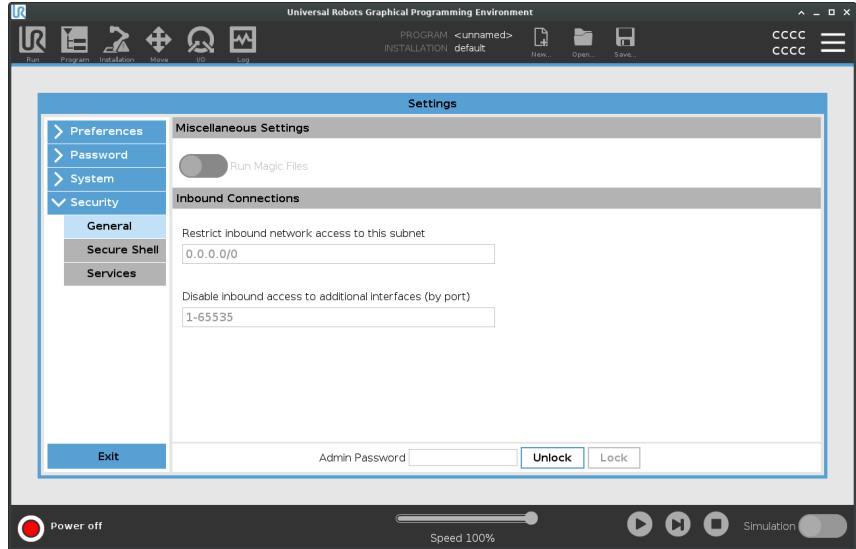 Universal Robots Graphical Programming Environment
UR
Run
Program
Installation
Move
I/O
Log
PROGRAM <unnamed>
INSTALLATION default
New...
Open...
Save...
CCCC
CCCC
Settings
Preferences
Password
System
Security
General
Secure Shell
Services
Exit
Miscellaneous Settings
Run Magic Files
Inbound Connections
Restrict inbound network access to this subnet
0.0.0.0/0
Disable inbound access to additional interfaces (by port)
1-65535
Admin Password
Unlock
Lock
Power off
Speed 100%
Simulation